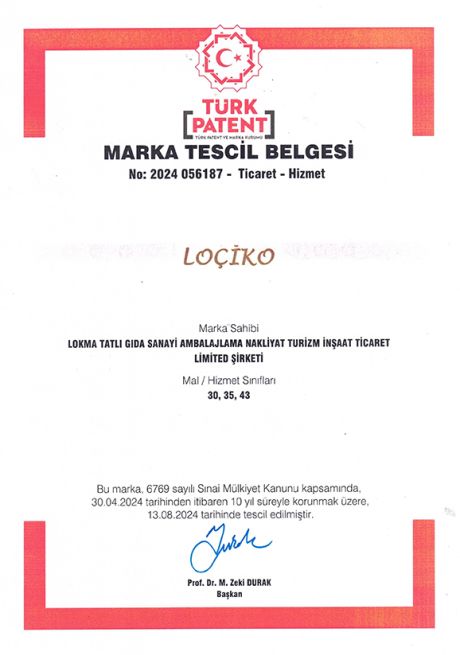 TÜRK
PATENT
TÜRK PATENT VE MARKA KURUMU
MARKA TESCİL BELGESİ
No: 2024 056187 - Ticaret - Hizmet
LOÇİKO
Marka Sahibi
LOKMA TATLI GIDA SANAYİ AMBALAJLAMA NAKLİYAT TURİZM İNŞAAT TİCARET
LİMITED ŞİRKETİ
Mal / Hizmet Sınıfları
30, 35, 43
Bu marka, 6769 sayılı Sınai Mülkiyet Kanunu kapsamında,
30.04.2024 tarihinden itibaren 10 yıl süreyle korunmak üzere,
13.08.2024 tarihinde tescil edilmiştir.
Prof. Dr. M. Zeki DURAK
Başkan